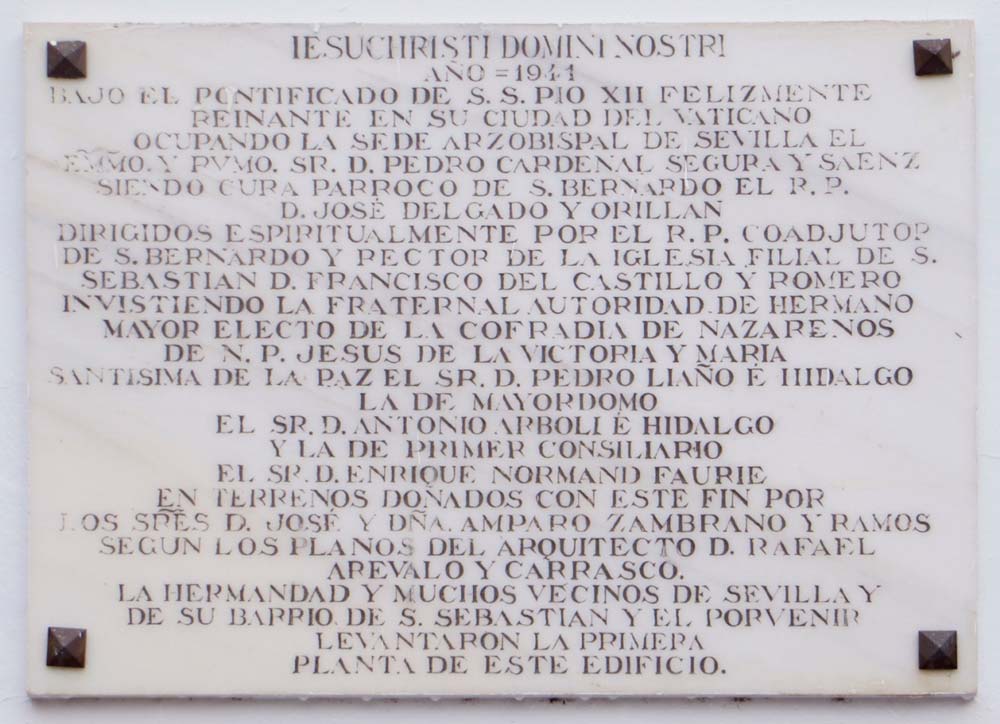 IESUCHRISTI DOMINI NOSTRI
AÑO = 1941
BAJO EL PONTIFICADO DE S. S. PIO XII FELIZMENTE
REINANTE EN SU CIUDAD DEL VATICANO
OCUPANDO LA SEDE ARZOBISPAL DE SEVILLA EL
EMMO. Y RVMO. SR. D. PEDRO CARDENAL SEGURA Y SAENZ
SIENDO CURA PARROCO DE S. BERNARDO EL R. P.
D. JOSÉ DELGADO Y ORILLAN
DIRIGIDOS ESPIRITUALMENTE POR EL R. P. COADJUTOR
DE S. BERNARDO Y RECTOR DE LA IGLESIA FILIAL DE S.
SEBASTIAN D. FRANCISCO DEL CASTILLO Y ROMERO
INVISTIENDO LA FRATERNAL AUTORIDAD DE HERMANO
MAYOR ELECTO DE LA COFRADIA DE NAZARENOS
DE N. P. JESUS DE LA VICTORIA Y MARIA
SANTISIMA DE LA PAZ EL SR. D. PEDRO LIAÑO É HIDALGO
LA DE MAYORDOMO
EL SR. D. ANTONIO ARBOLI É HIDALGO
Y LA DE PRIMER CONSILIARIO
EL SR. D. ENRIQUE NORMAND FAURIE
EN TERRENOS DOÑADOS CON ESTE FIN POR
LOS SRES D. JOSÉ Y DÑA. AMPARO ZAMBRANO Y RAMOS
SEGUN LOS PLANOS DEL ARQUITECTO D. RAFAEL
AREVALO Y CARRASCO.
LA HERMANDAD Y MUCHOS VECINOS DE SEVILLA Y
DE SU BARRIO DE S. SEBASTIAN Y EL PORVENIR
LEVANTARON LA PRIMERA
PLANTA DE ESTE EDIFICIO.